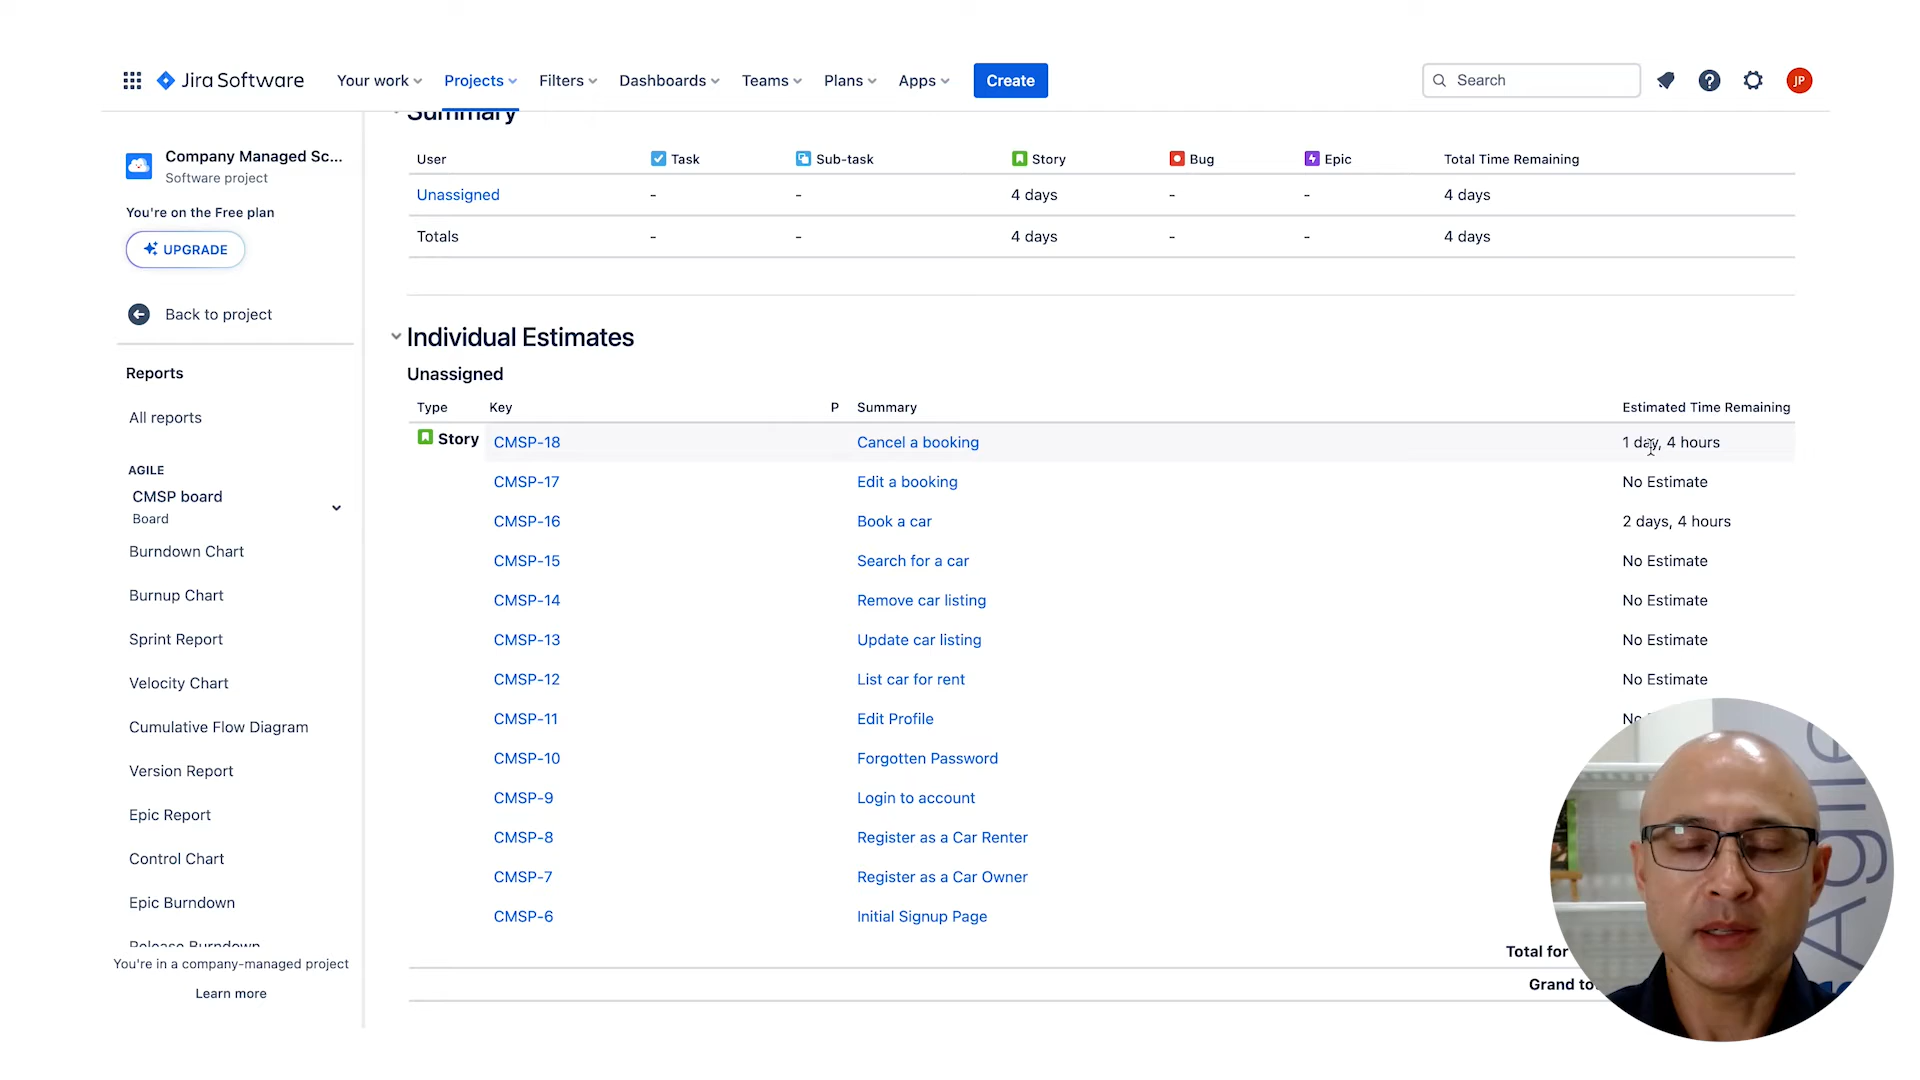 Jira Software Your work Projects Filters Dashboards Teams Plans Apps Create Search JP
Company Managed Sc...
Software project
You're on the Free plan
UPGRADE
Back to project
Reports
All reports
AGILE
CMSP board
Board
Burndown Chart
Burnup Chart
Sprint Report
Velocity Chart
Cumulative Flow Diagram
Version Report
Epic Report
Control Chart
Epic Burndown
Release Burndown
You're in a company-managed project
Learn more
Summary
User Task Sub-task Story Bug Epic Total Time Remaining
Unassigned - - 4 days - - 4 days
Totals - - 4 days - - 4 days
Individual Estimates
Unassigned
Type Key P Summary Estimated Time Remaining
Story CMSP-18 Cancel a booking 1 day, 4 hours
CMSP-17 Edit a booking No Estimate
CMSP-16 Book a car 2 days, 4 hours
CMSP-15 Search for a car No Estimate
CMSP-14 Remove car listing No Estimate
CMSP-13 Update car listing No Estimate
CMSP-12 List car for rent No Estimate
CMSP-11 Edit Profile No
CMSP-10 Forgotten Password
CMSP-9 Login to account
CMSP-8 Register as a Car Renter
CMSP-7 Register as a Car Owner
CMSP-6 Initial Signup Page
Total for
Grand
Agile